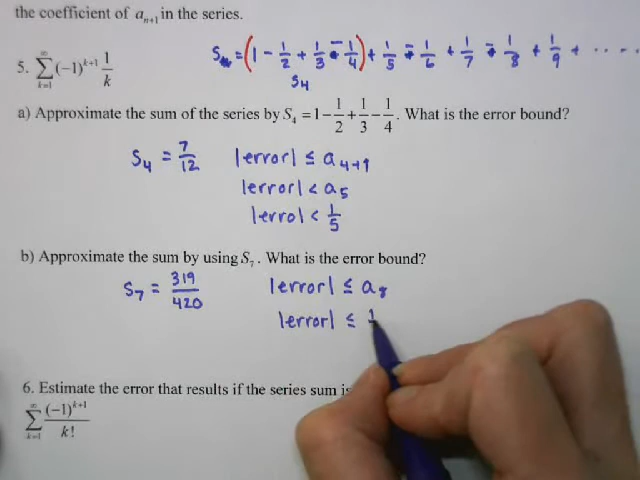 the coefficient of a_{n+1} in the series.
5. ∑_{k=1}^{∞} (-1)^{k+1} 1/k
S = (1 - 1/2 + 1/3 - 1/4) + 1/5 - 1/6 + 1/7 - 1/8 + 1/9 + ....
S₄
a) Approximate the sum of the series by S₄ = 1 - 1/2 + 1/3 - 1/4. What is the error bound?
S₄ = 7/12 |error| ≤ a_{4+1}
|error| < a₅
|erro| < 1/5
b) Approximate the sum by using S₇. What is the error bound?
S₇ = 319/420 |error| ≤ a₈
|error| ≤ 1
6. Estimate the error that results if the series sum is
∑_{k=1}^{∞} (-1)^{k+1}/k!